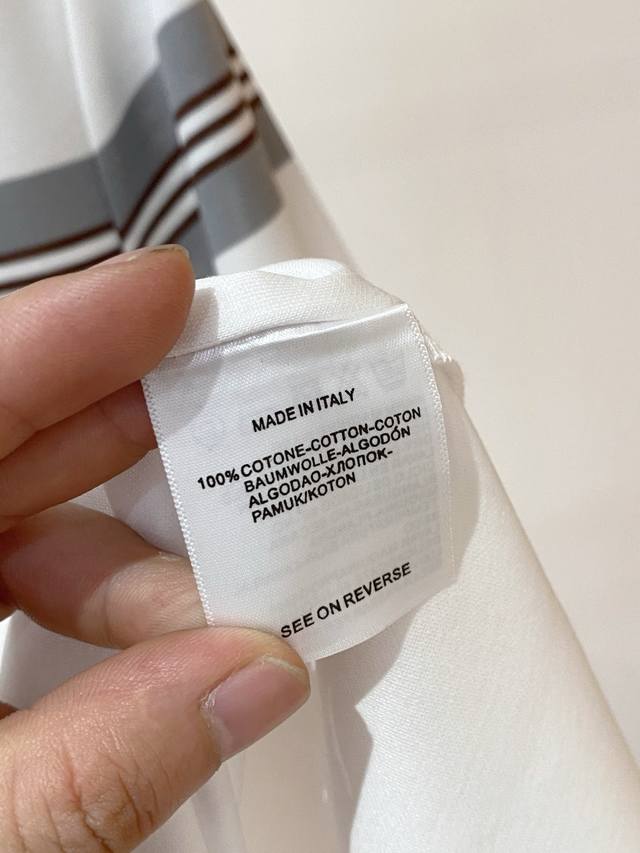 MADE IN ITALY
100% COTONE-COTTON-COTON
BAUMWOLLE-ALGODÓN
ALGODAO-ХЛОПОК-
PAMUK/KOTON
SEE ON REVERSE